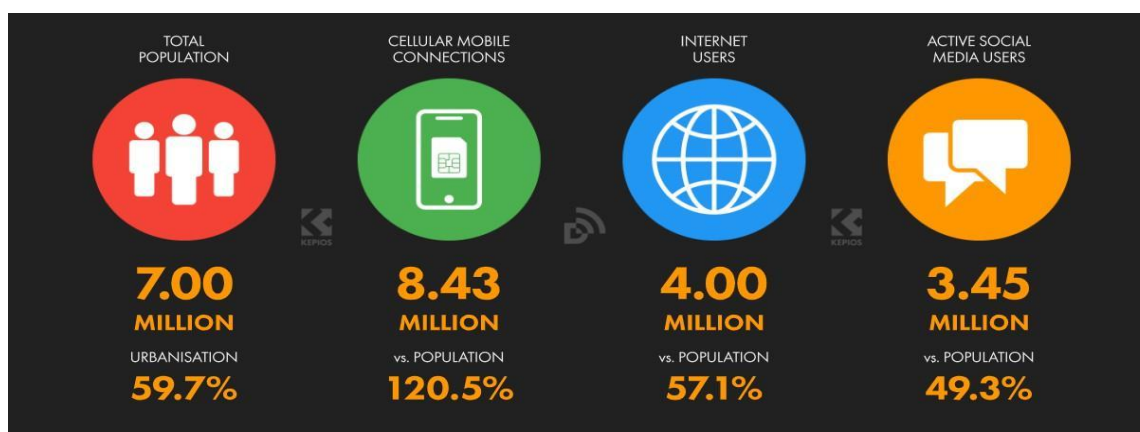 TOTAL
POPULATION
CELLULAR MOBILE
CONNECTIONS
INTERNET
USERS
ACTIVE SOCIAL
MEDIA USERS
KEPIOS
KEPIOS
7.00
MILLION
8.43
MILLION
4.00
MILLION
3.45
MILLION
URBANISATION
59.7%
vs. POPULATION
120.5%
vs. POPULATION
57.1%
vs. POPULATION
49.3%